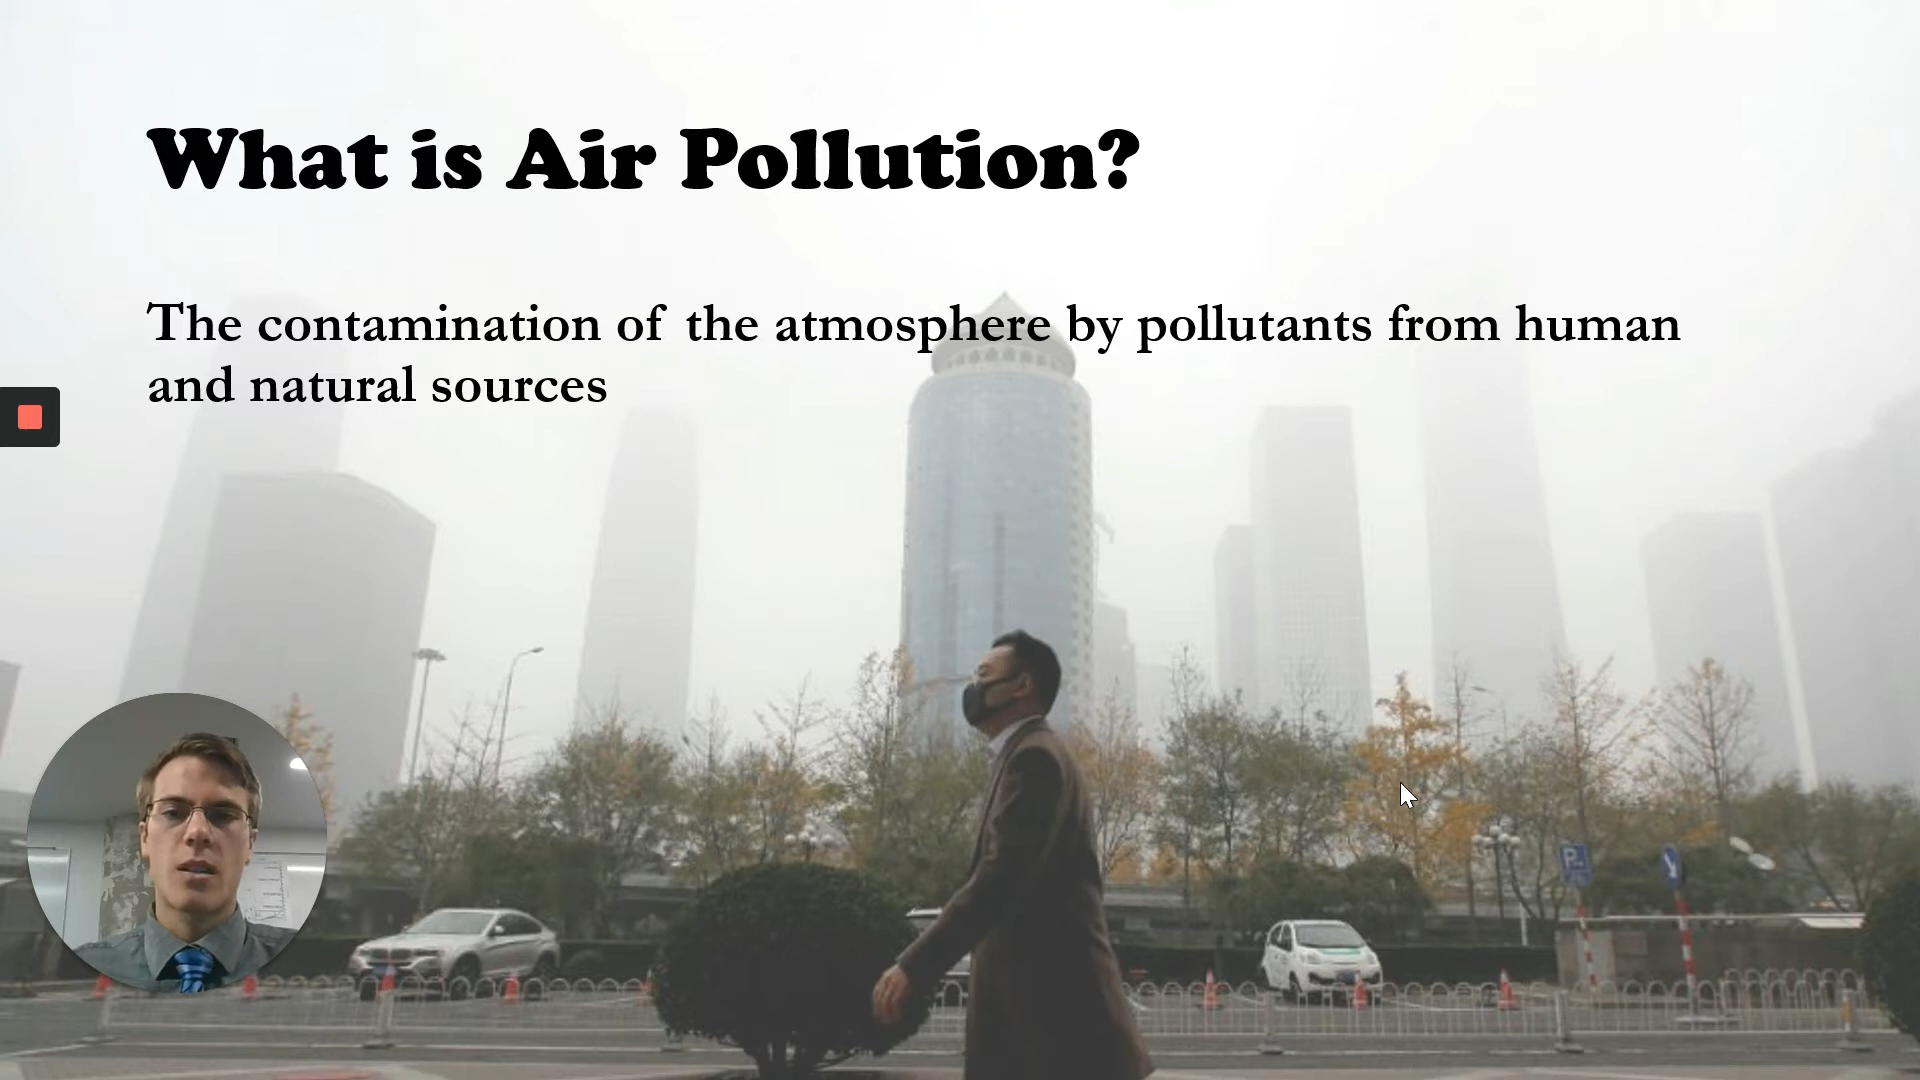 What is Air Pollution?
The contamination of the atmosphere by pollutants from human
and natural sources
P